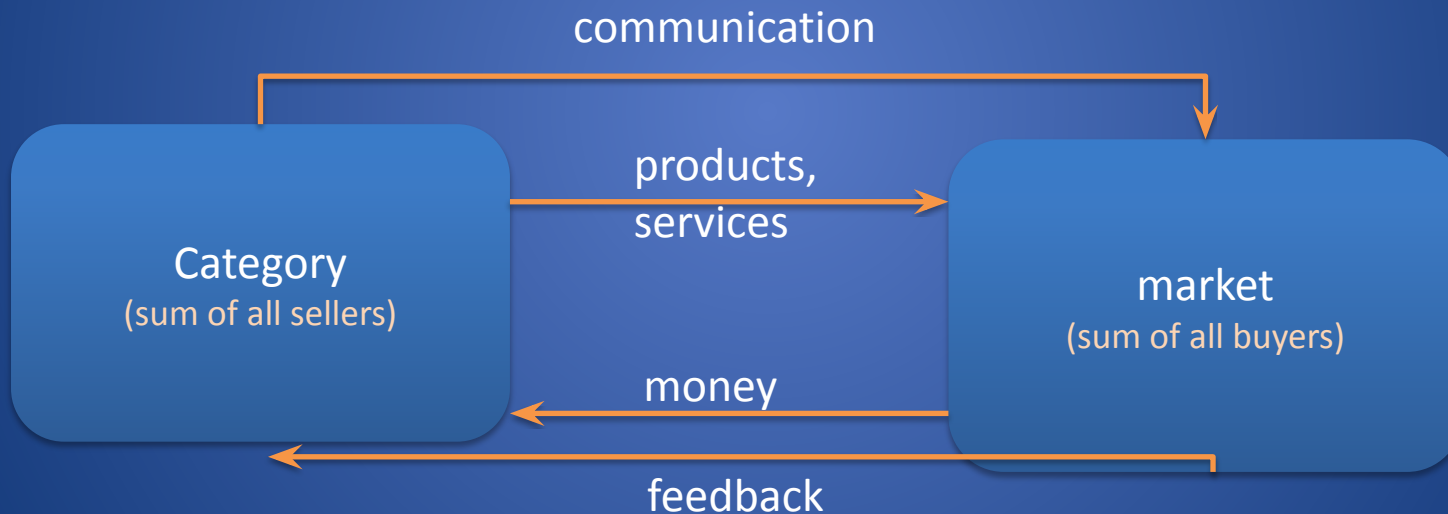 communication
products,
services
Category
(sum of all sellers)
market
(sum of all buyers)
money
feedback